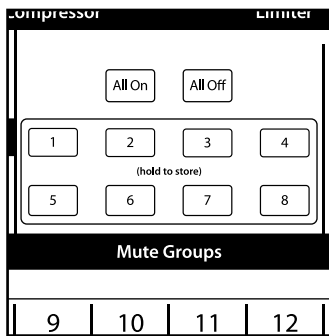 Compressor Limiter
All On All Off
1 2 3 4
(hold to store)
5 6 7 8
Mute Groups
9 10 11 12